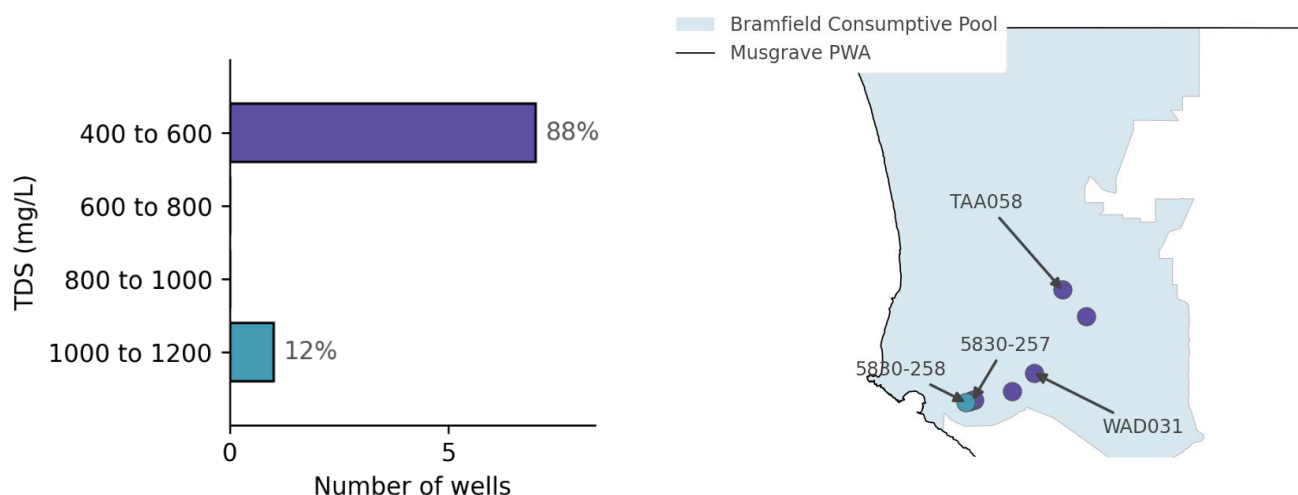 400 to 600
88%
600 to 800
800 to 1000
1000 to 1200
12%
TDS (mg/L)
0
5
Number of wells
Bramfield Consumptive Pool
Musgrave PWA
TAA058
5830-257
5830-258
WAD031